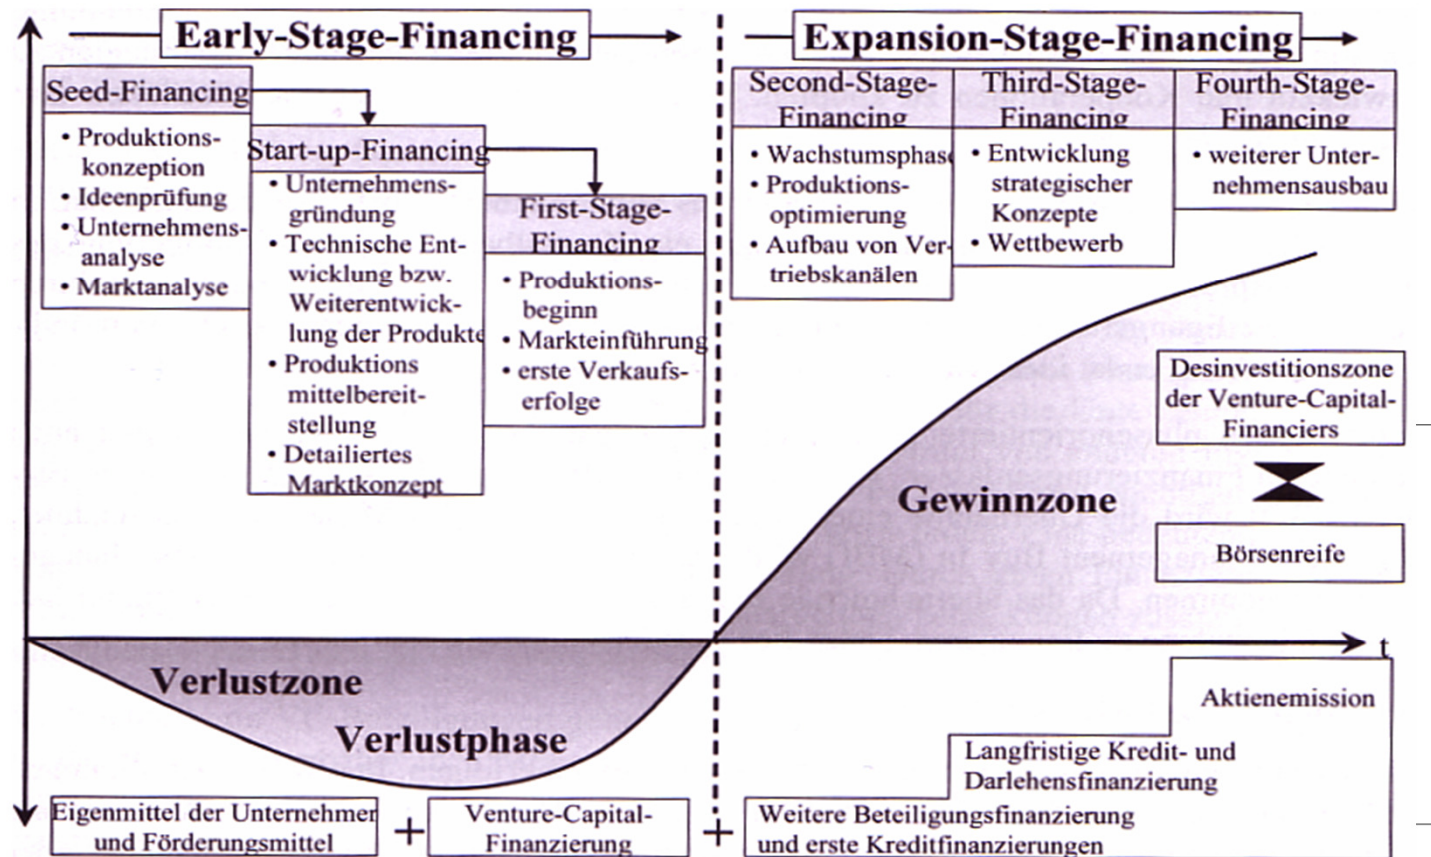 Early-Stage-Financing
Expansion-Stage-Financing
Seed-Financing
• Produktions-
konzeption
• Ideenprüfung
• Unternehmens-
analyse
• Marktanalyse
Start-up-Financing
• Unternehmens-
gründung
• Technische Ent-
wicklung bzw.
Weiterentwick-
lung der Produkte
• Produktions
mittelbereit-
stellung
• Detailiertes
Marktkonzept
First-Stage-
Financing
• Produktions-
beginn
• Markteinführung
• erste Verkaufs-
erfolge
Second-Stage-
Financing
• Wachstumsphase
• Produktions-
optimierung
• Aufbau von Ver-
triebskanälen
Third-Stage-
Financing
• Entwicklung
strategischer
Konzepte
• Wettbewerb
Fourth-Stage-
Financing
• weiterer Unter-
nehmensausbau
Desinvestitionszone
der Venture-Capital-
Financiers
Börsenreife
Gewinnzone
t
Verlustzone
Verlustphase
Eigenmittel der Unternehmer
und Förderungsmittel
+
Venture-Capital-
Finanzierung
+
Weitere Beteiligungsfinanzierung
und erste Kreditfinanzierungen
Langfristige Kredit- und
Darlehensfinanzierung
Aktienemission